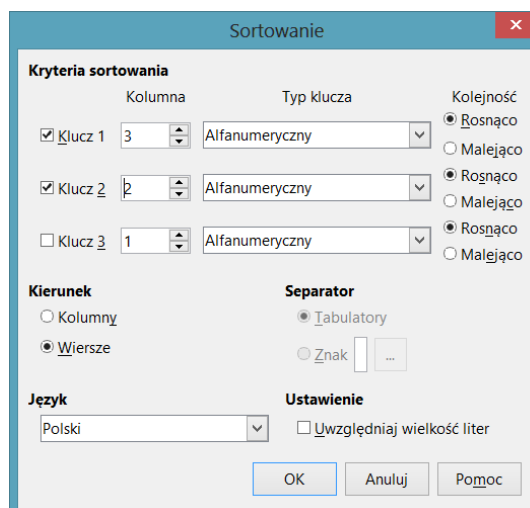 Sortowanie
Kryteria sortowania
Kolumna Typ klucza Kolejność
Klucz 1 3 Alfanumeryczny Rosnąco
Malejąco
Klucz 2 2 Alfanumeryczny Rosnąco
Malejąco
Klucz 3 1 Alfanumeryczny Rosnąco
Malejąco
Kierunek Separator
Kolumny Tabulatory
Wiersze Znak ...
Język Ustawienie
Polski Uwzględniaj wielkość liter
OK Anuluj Pomoc